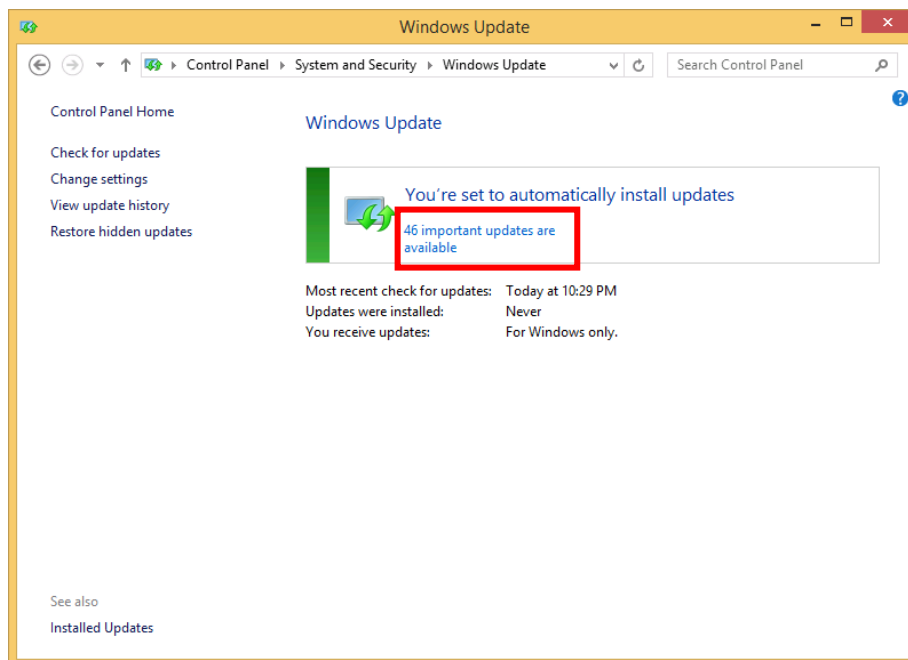 Windows Update
Control Panel System and Security Windows Update
Search Control Panel
Control Panel Home
Check for updates
Change settings
View update history
Restore hidden updates
Windows Update
You're set to automatically install updates
46 important updates are
available
Most recent check for updates: Today at 10:29 PM
Updates were installed: Never
You receive updates: For Windows only.
See also
Installed Updates